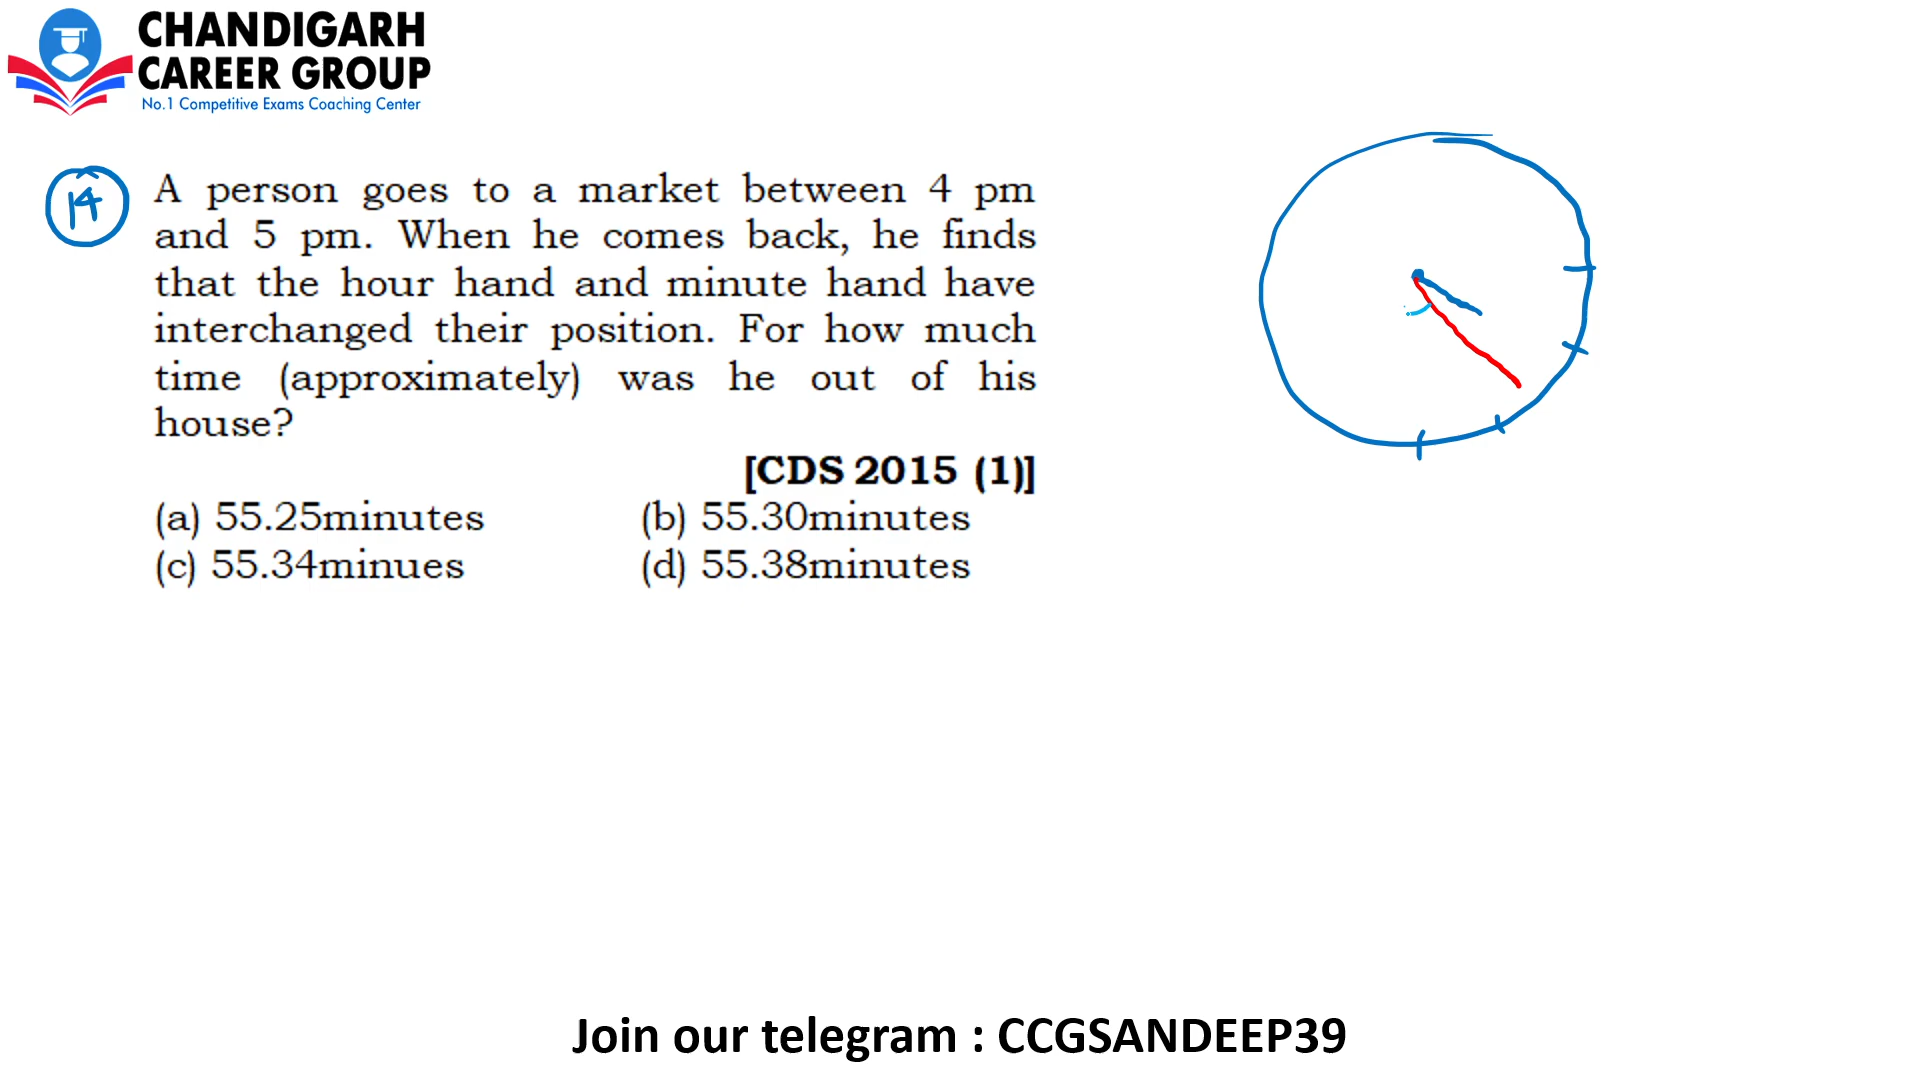 CHANDIGARH
CAREER GROUP
No.1 Competitive Exams Coaching Center
14
A person goes to a market between 4 pm
and 5 pm. When he comes back, he finds
that the hour hand and minute hand have
interchanged their position. For how much
time (approximately) was he out of his
house?
[CDS 2015 (1)]
(a) 55.25minutes (b) 55.30minutes
(c) 55.34minues (d) 55.38minutes
Join our telegram : CCGSANDEEP39